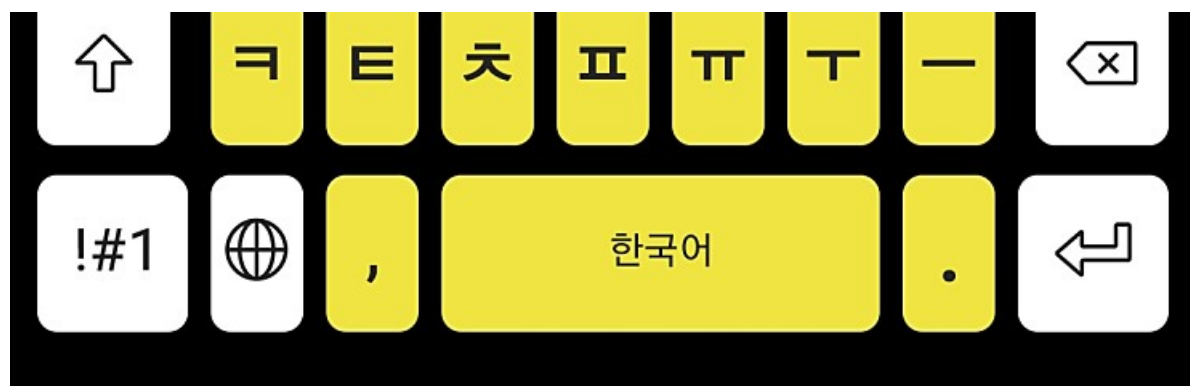 ㅋ ㅌ ㅊ ㅍ ㅠ ㅜ ㅡ
!#1 , 한국어 .